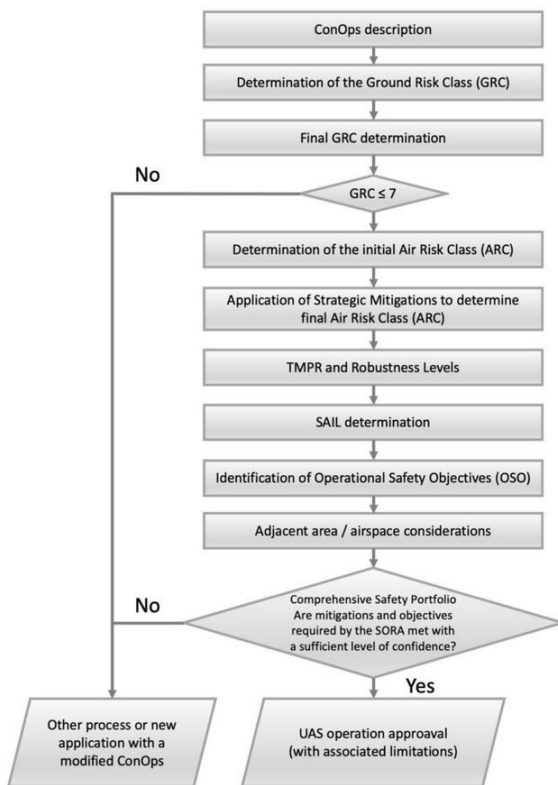 ConOps description
Determination of the Ground Risk Class (GRC)
Final GRC determination
No
GRC ≤ 7
Determination of the initial Air Risk Class (ARC)
Application of Strategic Mitigations to determine
final Air Risk Class (ARC)
TMPR and Robustness Levels
SAIL determination
Identification of Operational Safety Objectives (OSO)
Adjacent area / airspace considerations
No
Comprehensive Safety Portfolio
Are mitigations and objectives
required by the SORA met with
a sufficient level of confidence?
Yes
Other process or new
application with a
modified ConOps
UAS operation approaval
(with associated limitations)